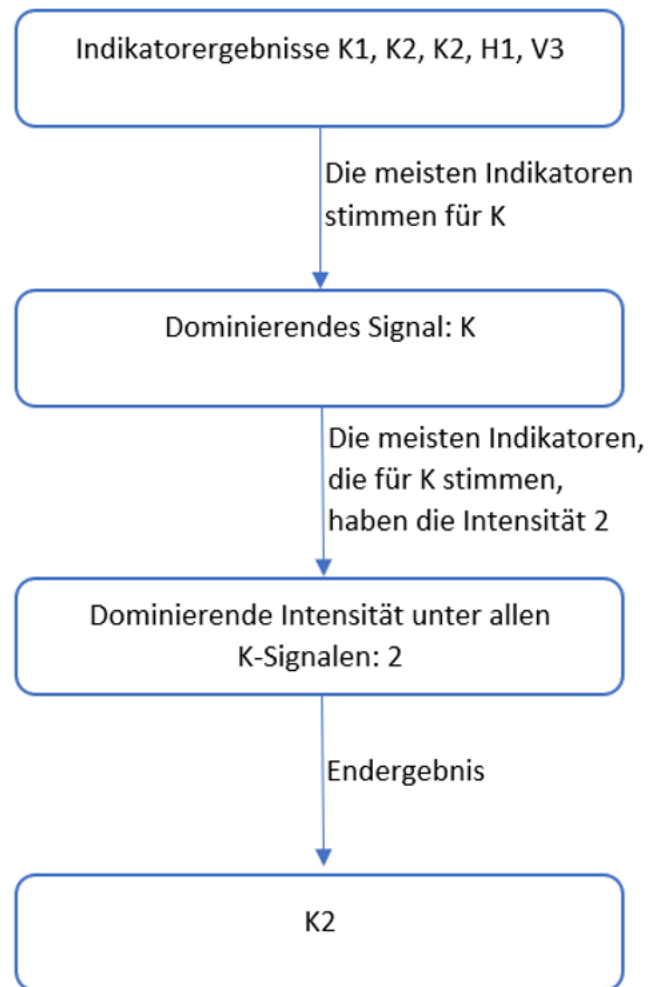 Indikatorergebnisse K1, K2, K2, H1, V3
Die meisten Indikatoren
stimmen für K
Dominierendes Signal: K
Die meisten Indikatoren,
die für K stimmen,
haben die Intensität 2
Dominierende Intensität unter allen
K-Signalen: 2
Endergebnis
K2